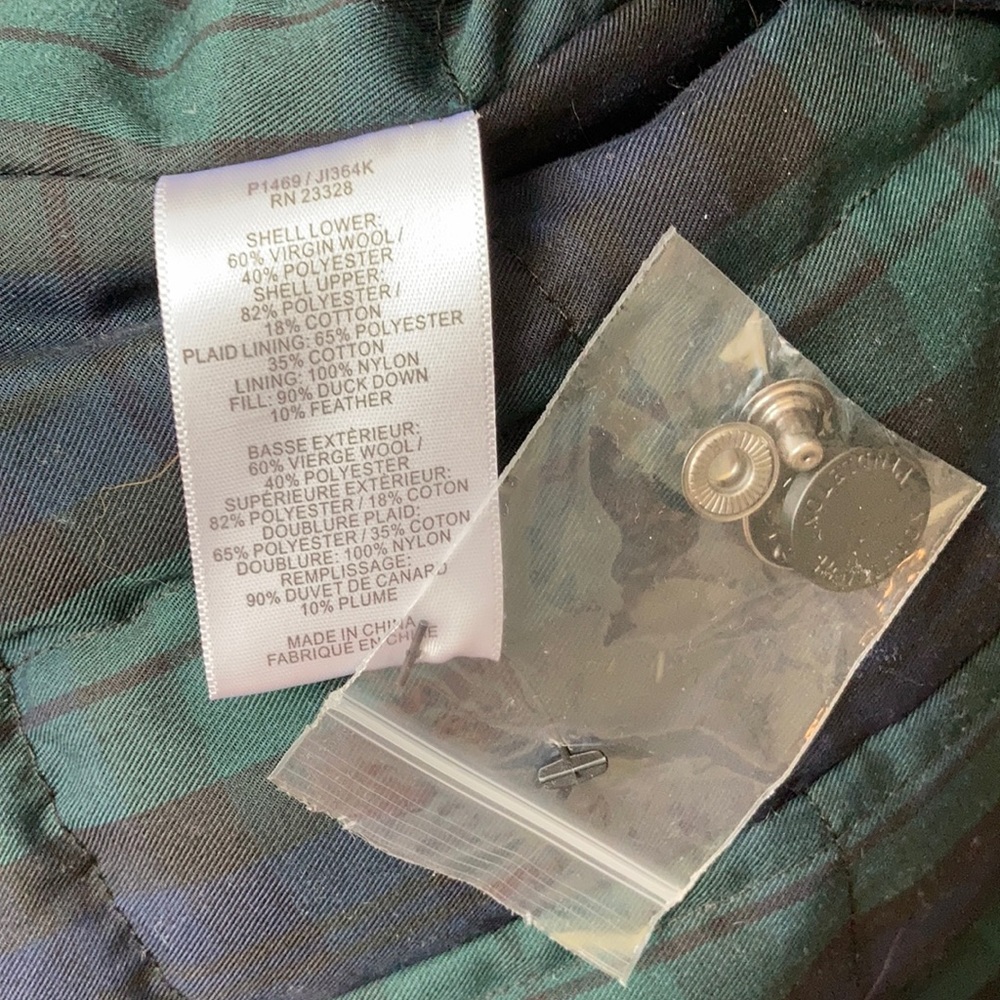 P1469 / JI364K
RN 23328
SHELL LOWER:
60% VIRGIN WOOL /
40% POLYESTER
SHELL UPPER:
82% POLYESTER /
18% COTTON
PLAID LINING: 65% POLYESTER
35% COTTON
LINING: 100% NYLON
FILL: 90% DUCK DOWN
10% FEATHER
BASSE EXTÈRIEUR:
60% VIERGE WOOL /
40% POLYESTER
SUPÉRIEURE EXTÉRIEUR:
82% POLYESTER / 18% COTON
DOUBLURE PLAID:
65% POLYESTER / 35% COTON
DOUBLURE: 100% NYLON
REMPLISSAGE:
90% DUVET DE CANARD
10% PLUME
MADE IN CHINA
FABRIQUÉ EN CHINE